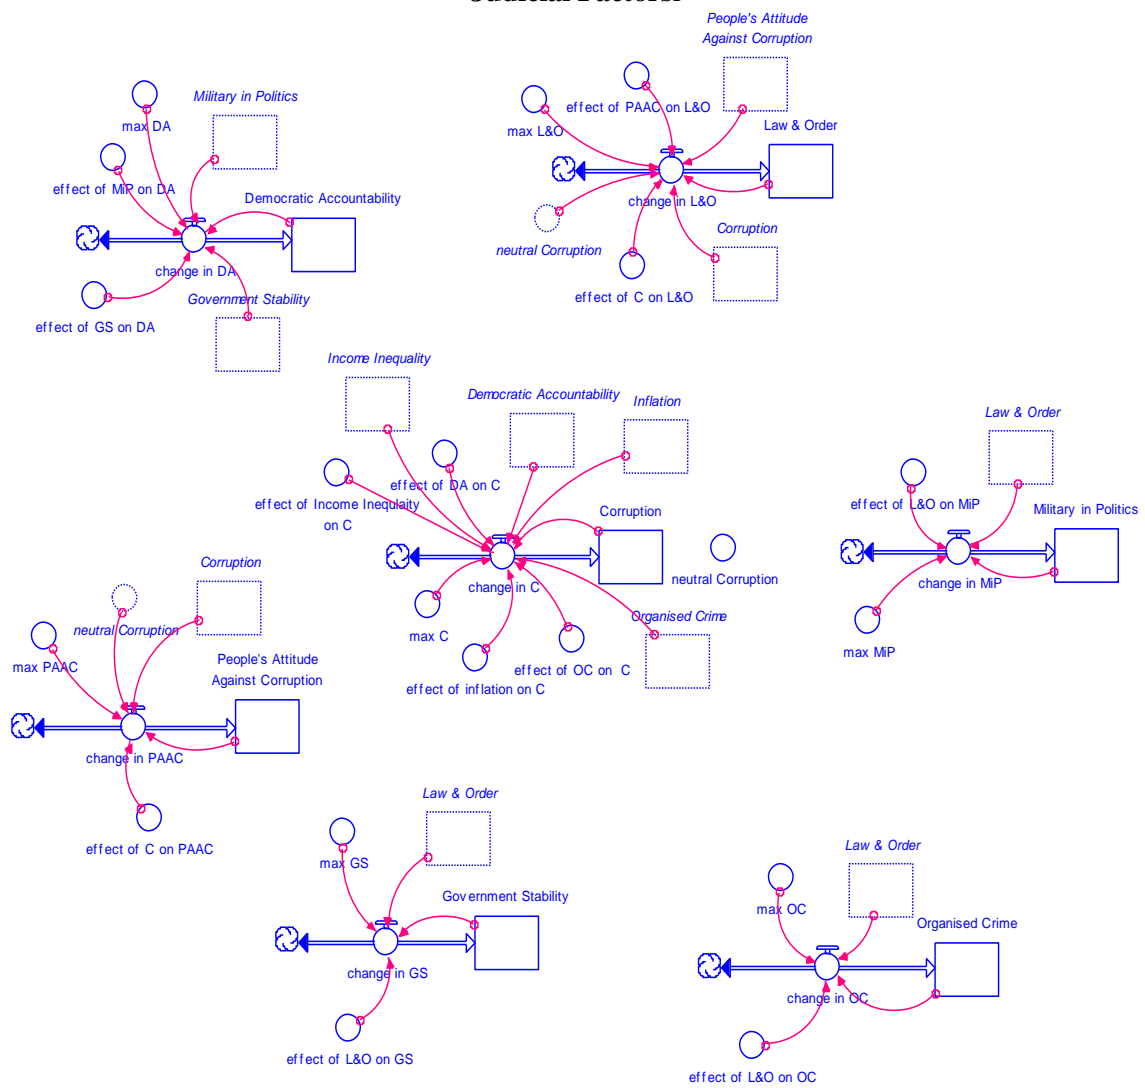 Judicial Factors:
People's Attitude
Against Corruption
Military in Politics
max DA
effect of PAAC on L&O
max L&O
Law & Order
effect of MiP on DA
Democratic Accountability
change in L&O
neutral Corruption
Corruption
change in DA
effect of C on L&O
Government Stability
effect of GS on DA
Income Inequality
Democratic Accountability
Inflation
Law & Order
effect of DA on C
effect of Income Inequlaity
on C
effect of L&O on MiP
Corruption
Military in Politics
neutral Corruption
change in C
change in MiP
Corruption
neutral Corruption
max C
Organised Crime
max MiP
max PAAC
People's Attitude
Against Corruption
effect of OC on C
effect of inflation on C
change in PAAC
Law & Order
effect of C on PAAC
max GS
Law & Order
Government Stability
max OC
Organised Crime
change in GS
change in OC
effect of L&O on GS
effect of L&O on OC